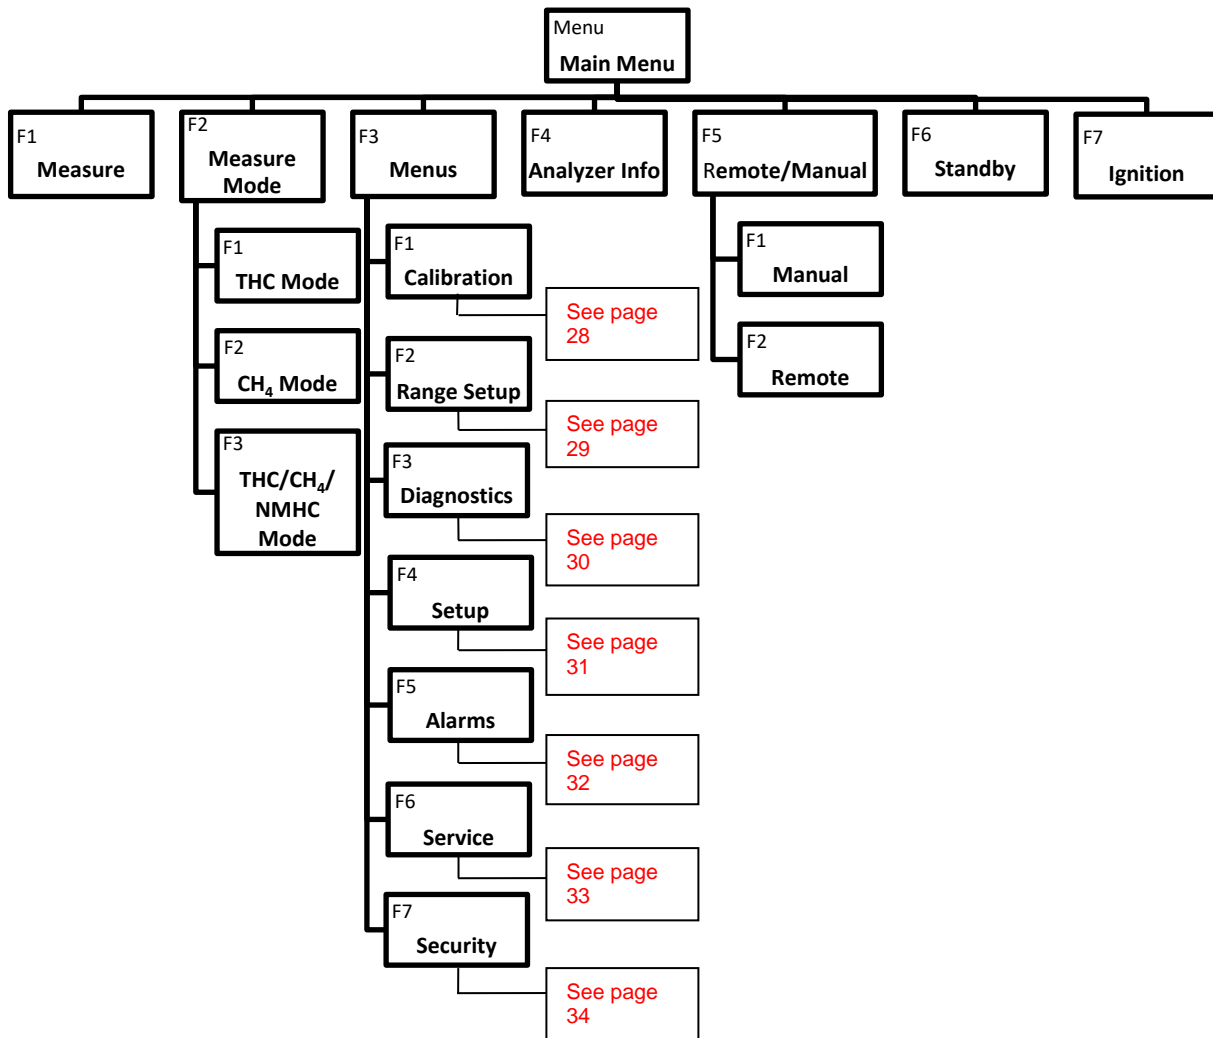 Menu
Main Menu
F1
Measure
F2
Measure
Mode
F3
Menus
F4
Analyzer Info
F5
Remote/Manual
F6
Standby
F7
Ignition
F1
THC Mode
F2
CH₄ Mode
F3
THC/CH₄/
NMHC
Mode
F1
Calibration
See page
28
F2
Range Setup
See page
29
F3
Diagnostics
See page
30
F4
Setup
See page
31
F5
Alarms
See page
32
F6
Service
See page
33
F7
Security
See page
34
F1
Manual
F2
Remote